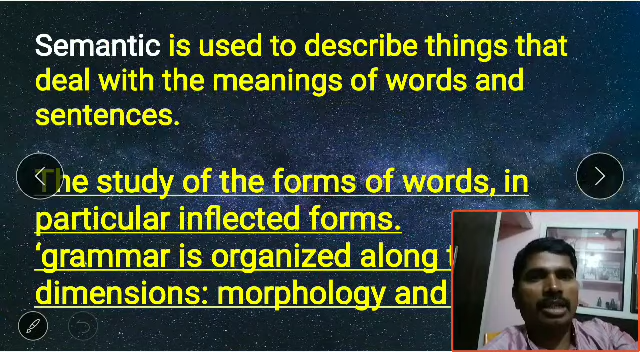 Semantic is used to describe things that
deal with the meanings of words and
sentences.
The study of the forms of words, in
particular inflected forms.
‘grammar is organized along
dimensions: morphology and